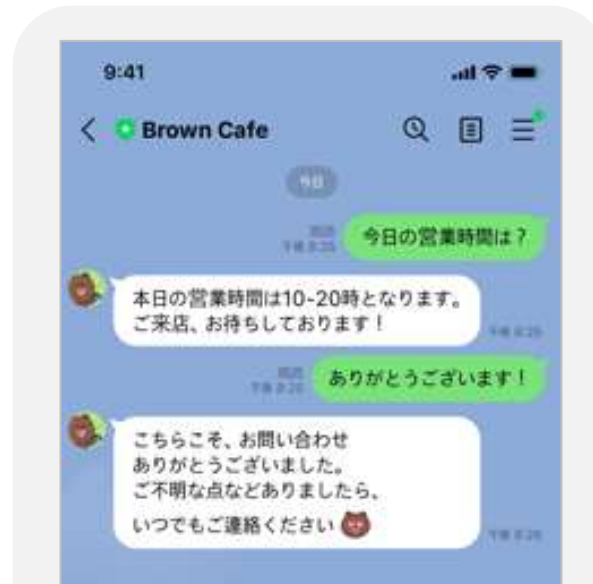 9:41
Brown Cafe
今日
既読
今日の営業時間は？
本日の営業時間は10-20時となります。
ご来店、お待ちしております！
既読
ありがとうございます！
こちらこそ、お問い合わせ
ありがとうございました。
ご不明な点などありましたら、
いつでもご連絡ください